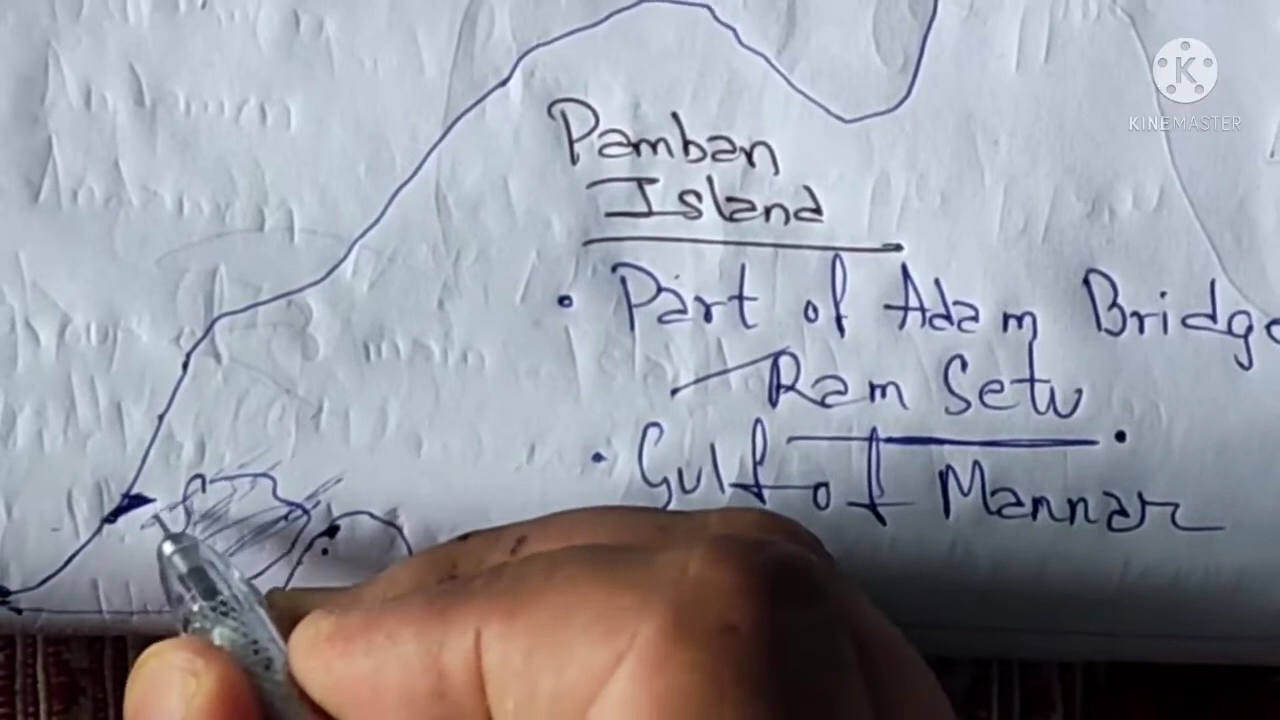 KINEMASTER
Pamban
Island
• Part of Adam Bridge
Ram Setu
• Gulf of Mannar